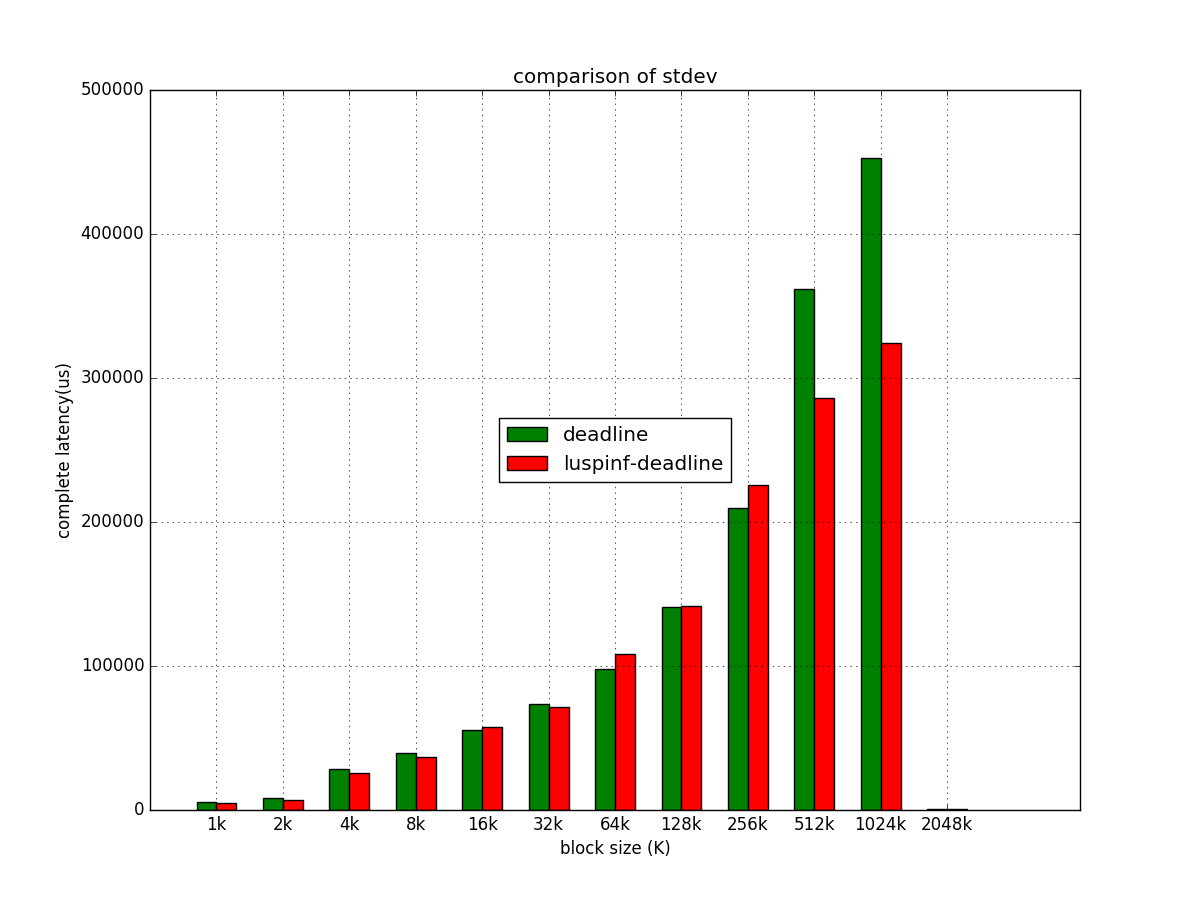 comparison of stdev
500000
400000
300000
200000
100000
0
complete latency(us)
deadline
luspinf-deadline
1k 2k 4k 8k 16k 32k 64k 128k 256k 512k 1024k 2048k
block size (K)